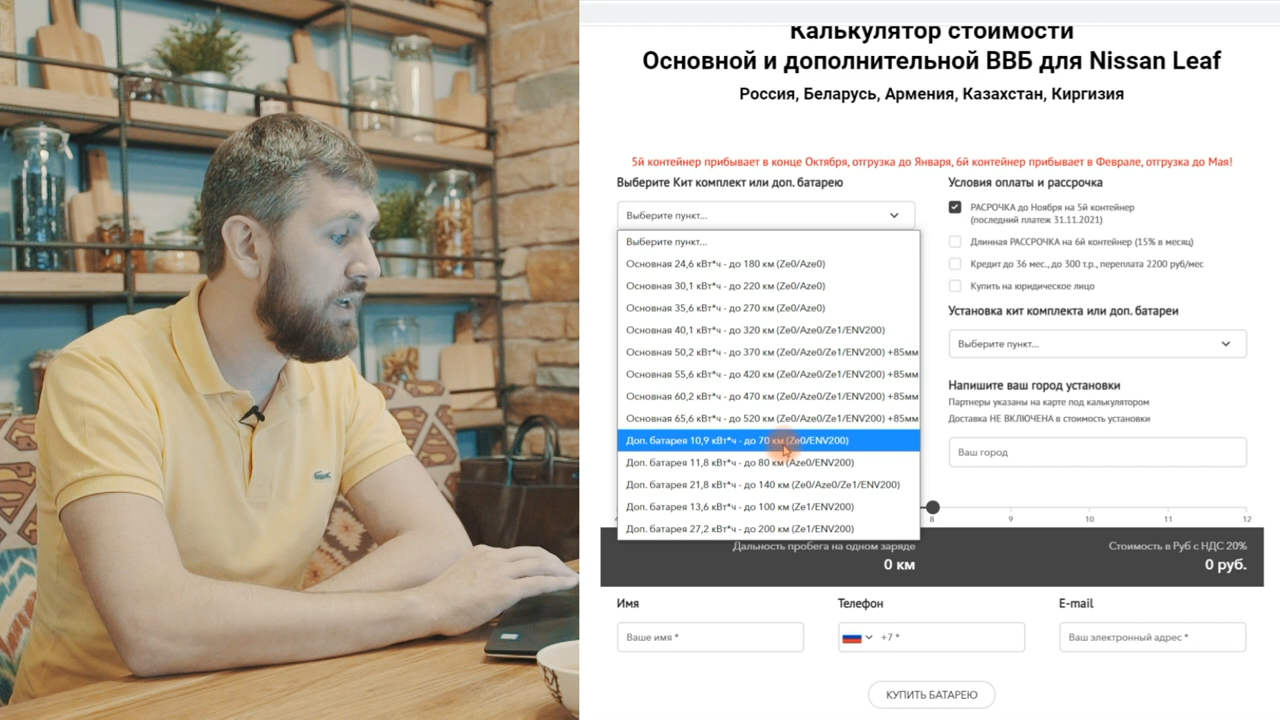 Калькулятор стоимости
Основной и дополнительной ВВБ для Nissan Leaf
Россия, Беларусь, Армения, Казахстан, Киргизия
5й контейнер прибывает в конце Октября, отгрузка до Января, 6й контейнер прибывает в Феврале, отгрузка до Мая!
Выберите Кит комплект или доп. батарею
Выберите пункт...
Выберите пункт...
Основная 24,6 кВт*ч - до 180 км (Ze0/Aze0)
Основная 30,1 кВт*ч - до 220 км (Ze0/Aze0)
Основная 35,6 кВт*ч - до 270 км (Ze0/Aze0)
Основная 40,1 кВт*ч - до 320 км (Ze0/Aze0/Ze1/ENV200)
Основная 50,2 кВт*ч - до 370 км (Ze0/Aze0/Ze1/ENV200) +85мм
Основная 55,6 кВт*ч - до 420 км (Ze0/Aze0/Ze1/ENV200) +85мм
Основная 60,2 кВт*ч - до 470 км (Ze0/Aze0/Ze1/ENV200) +85мм
Основная 65,6 кВт*ч - до 520 км (Ze0/Aze0/Ze1/ENV200) +85мм
Доп. батарея 10,9 кВт*ч - до 70 км (Ze0/ENV200)
Доп. батарея 11,8 кВт*ч - до 80 км (Aze0/ENV200)
Доп. батарея 21,8 кВт*ч - до 140 км (Ze0/Aze0/Ze1/ENV200)
Доп. батарея 13,6 кВт*ч - до 100 км (Ze1/ENV200)
Доп. батарея 27,2 кВт*ч - до 200 км (Ze1/ENV200)
Условия оплаты и рассрочка
РАСРОЧКА до Ноября на 5й контейнер
(последний платеж 31.11.2021)
Длинная РАССРОЧКА на 6й контейнер (15% в месяц)
Кредит до 36 мес., до 300 т.р., переплата 2200 руб/мес
Купить на юридическое лицо
Установка кит комплекта или доп. батареи
Выберите пункт...
Напишите ваш город установки
Партнеры указаны на карте под калькулятором
Доставка НЕ ВКЛЮЧЕНА в стоимость установки
Ваш город
8 9 10 11 12
Дальность пробега на одном заряде
0 км
Стоимость в Руб с НДС 20%
0 руб.
Имя
Ваше имя *
Телефон
+7 *
E-mail
Ваш электронный адрес *
КУПИТЬ БАТАРЕЮ